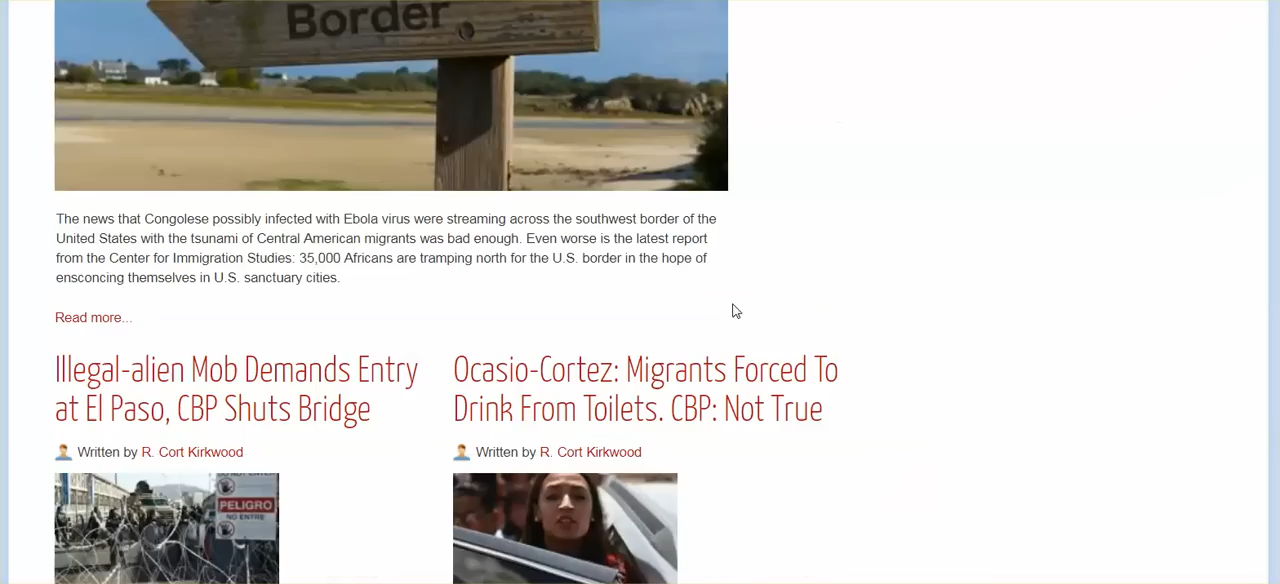 Border
The news that Congolese possibly infected with Ebola virus were streaming across the southwest border of the
United States with the tsunami of Central American migrants was bad enough. Even worse is the latest report
from the Center for Immigration Studies: 35,000 Africans are tramping north for the U.S. border in the hope of
ensconcing themselves in U.S. sanctuary cities.
Read more...
Illegal-alien Mob Demands Entry
at El Paso, CBP Shuts Bridge
Written by R. Cort Kirkwood
DO NOT ENTER
PELIGRO
NO ENTRE
Ocasio-Cortez: Migrants Forced To
Drink From Toilets. CBP: Not True
Written by R. Cort Kirkwood